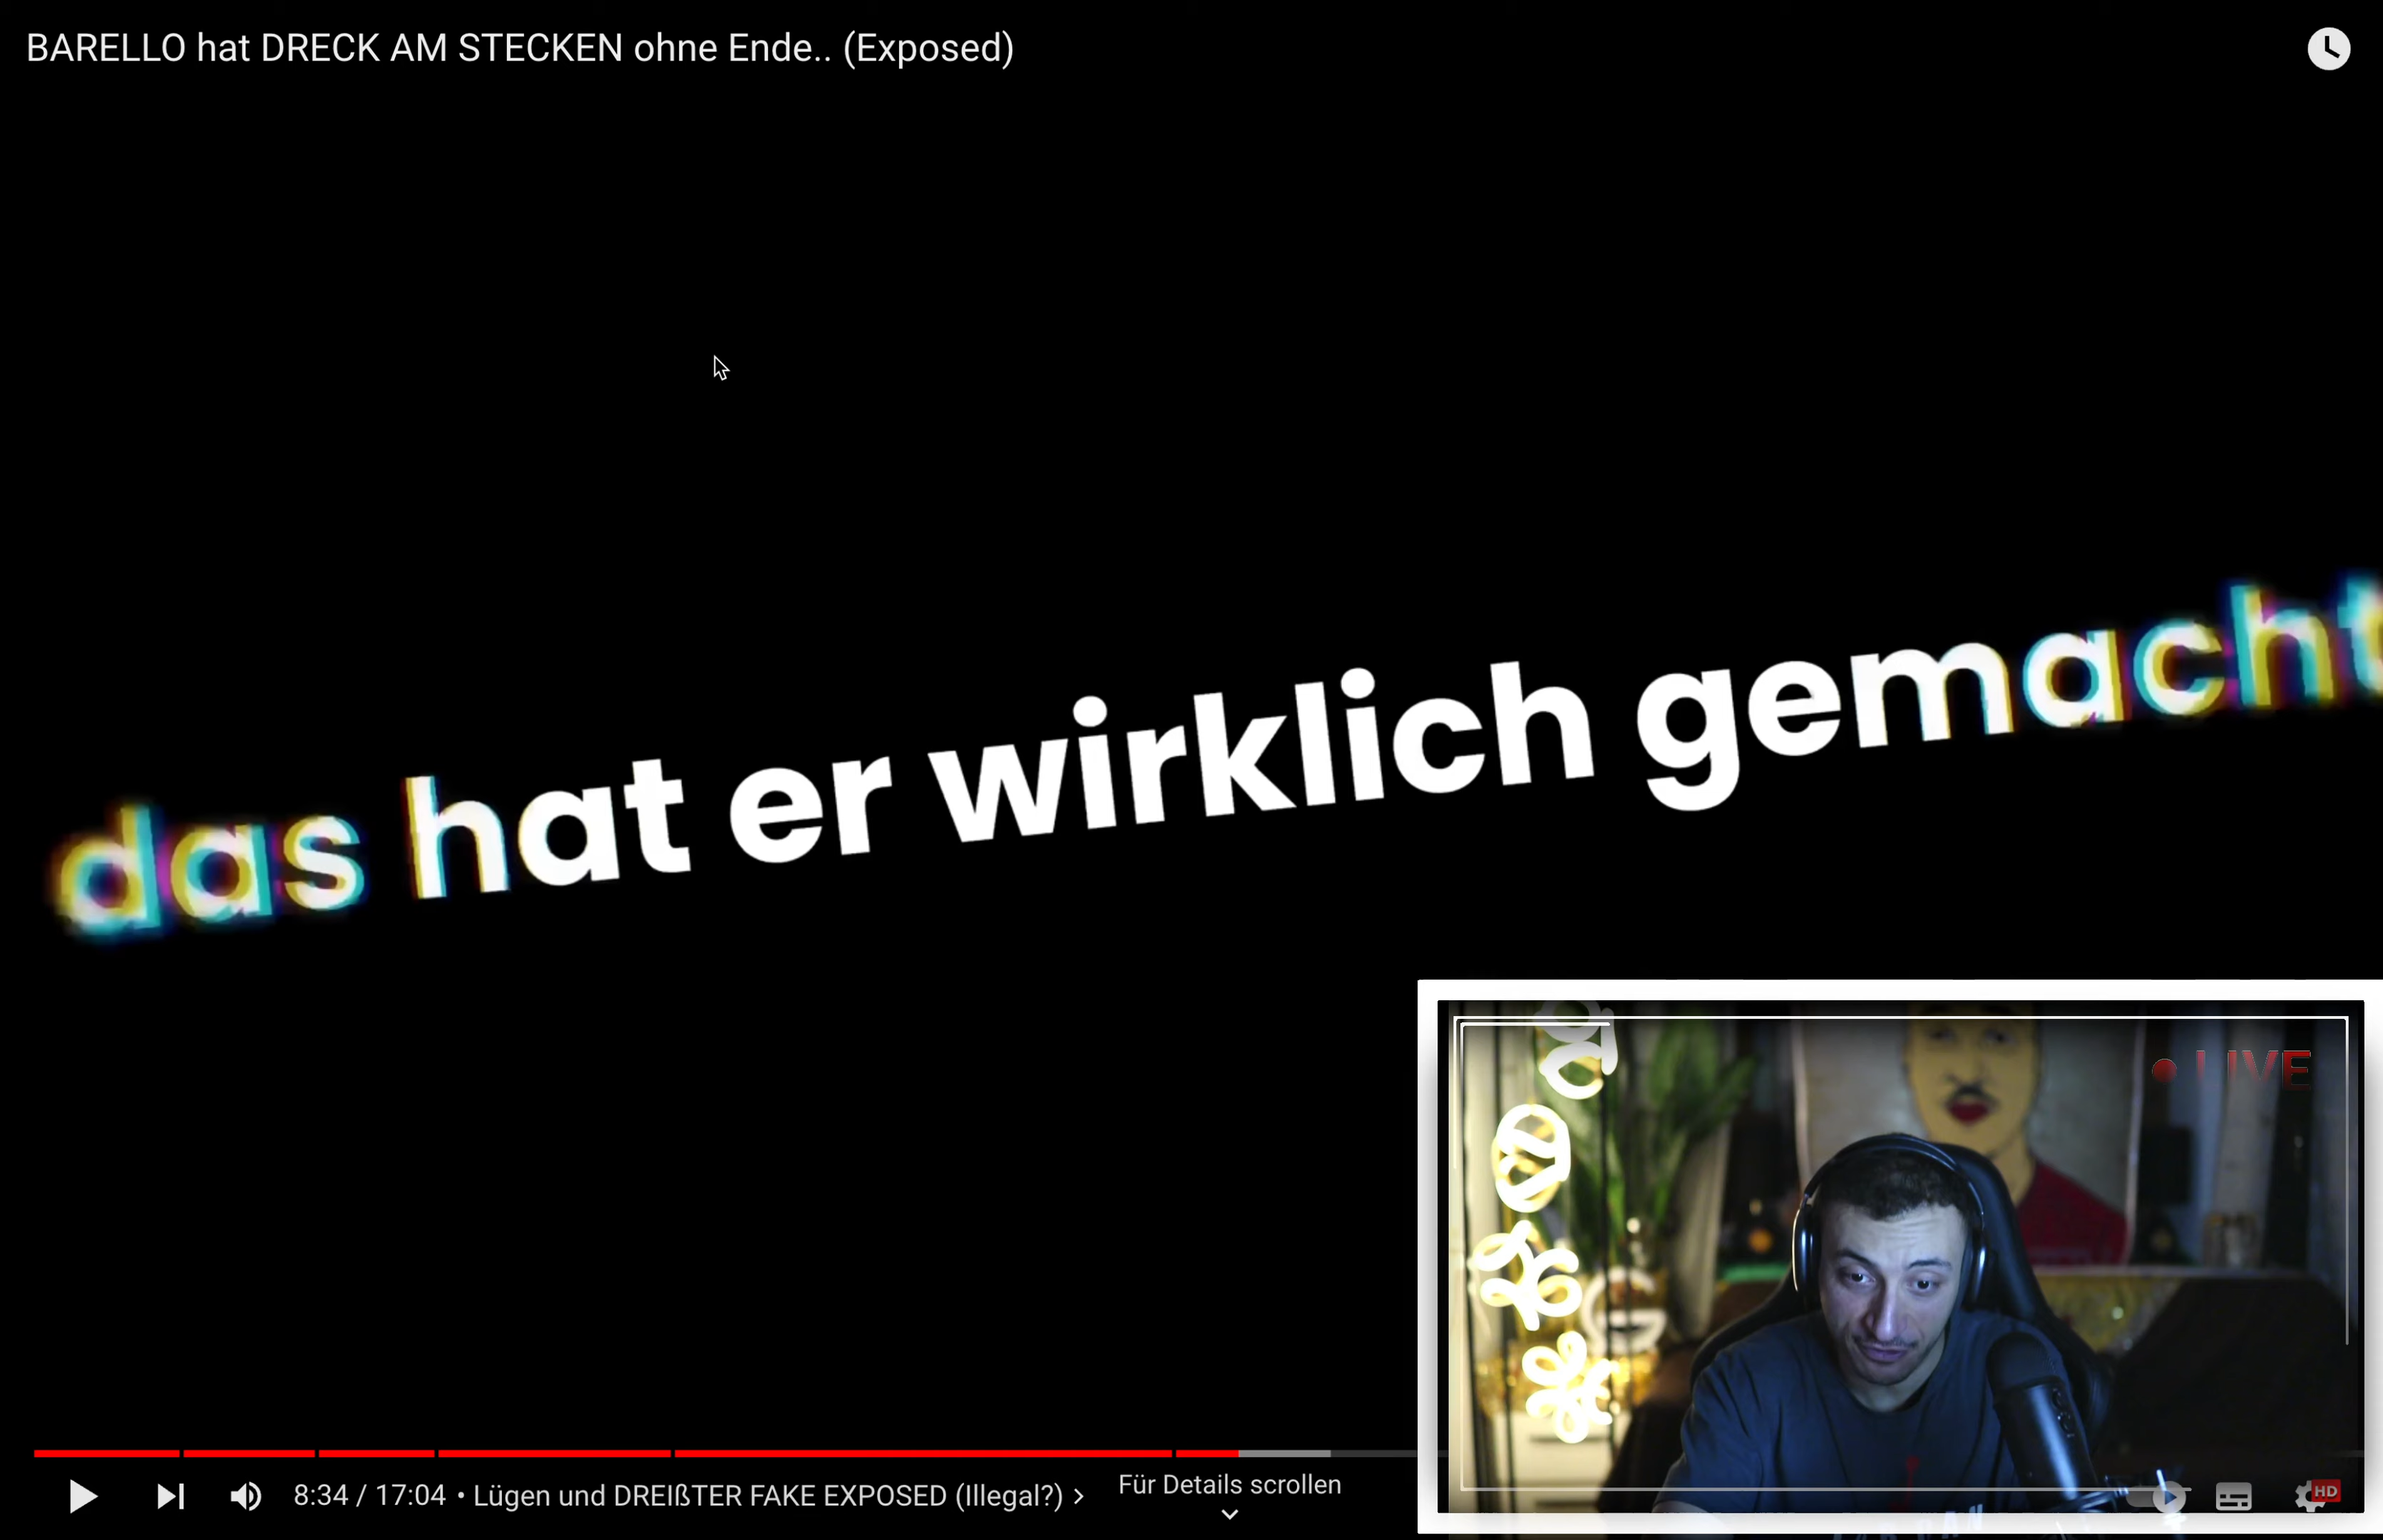 BARELLO hat DRECK AM STECKEN ohne Ende.. (Exposed)
das hat er wirklich gemacht
LIVE
8:34 / 17:04 • Lügen und DREIßTER FAKE EXPOSED (Illegal?) >
Für Details scrollen
HD